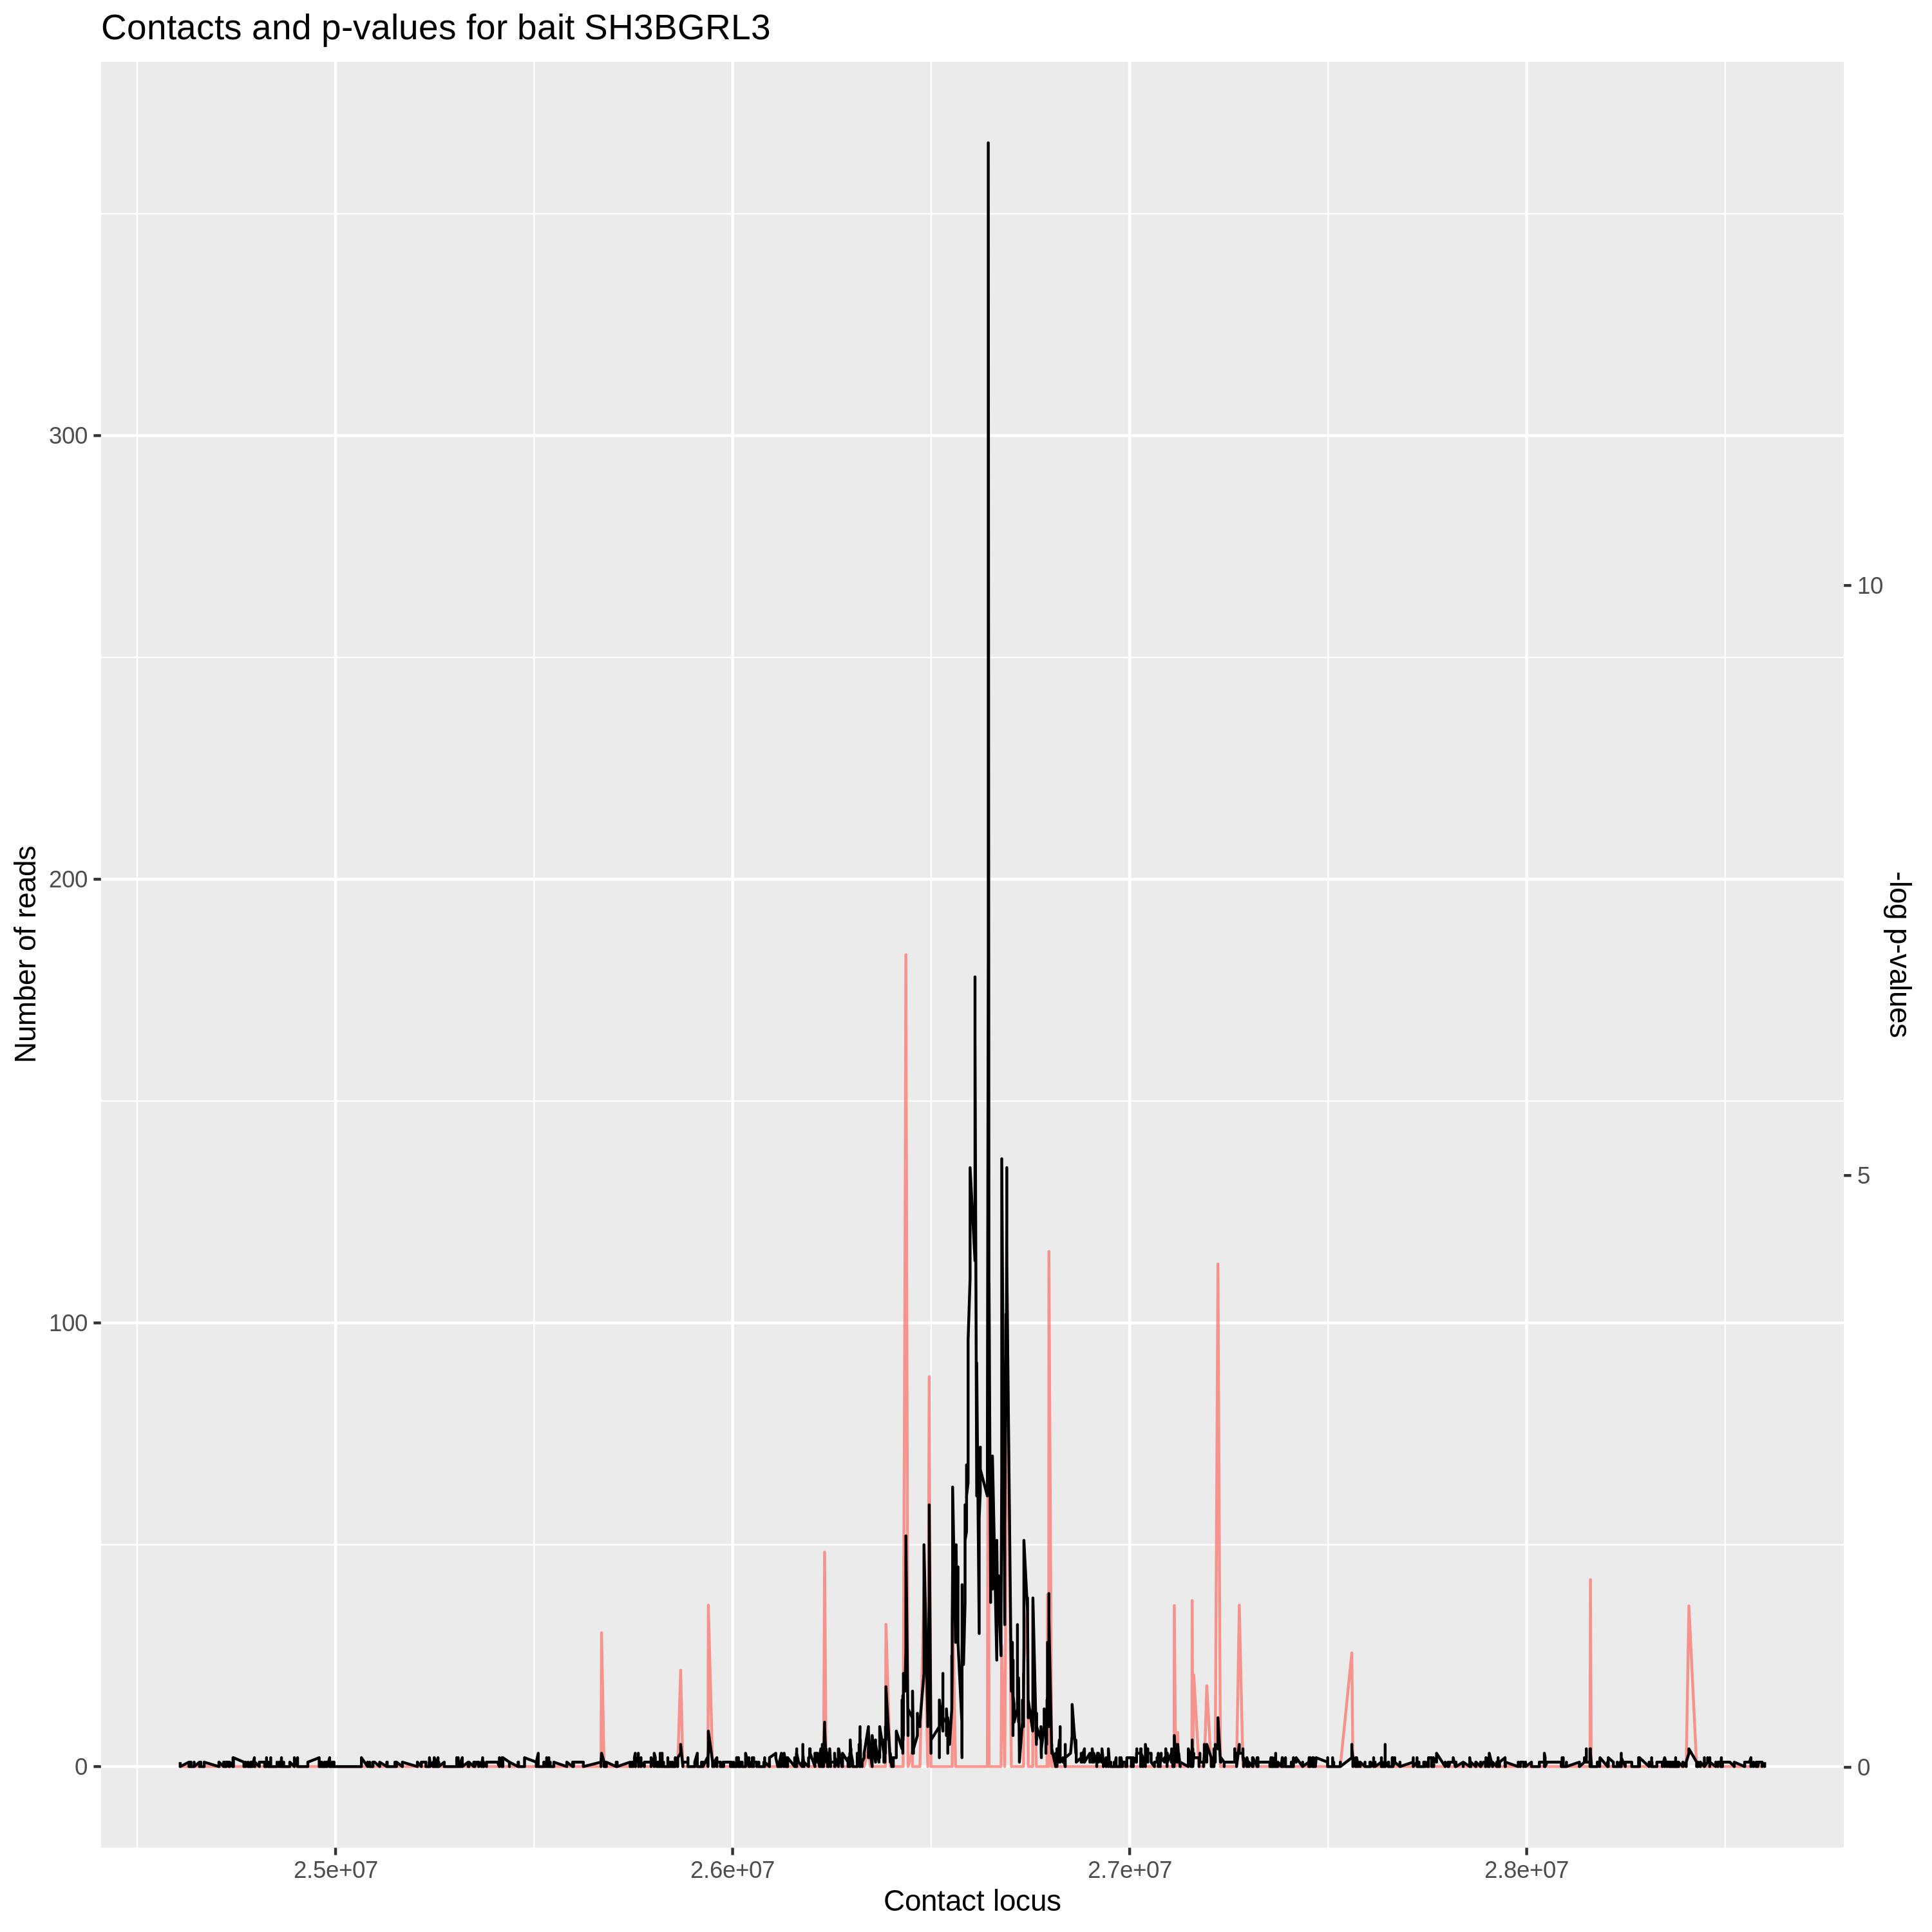 Contacts and p-values for bait SH3BGRL3
Number of reads
300
200
100
0
10
5
0
-log p-values
2.5e+07 2.6e+07 2.7e+07 2.8e+07
Contact locus